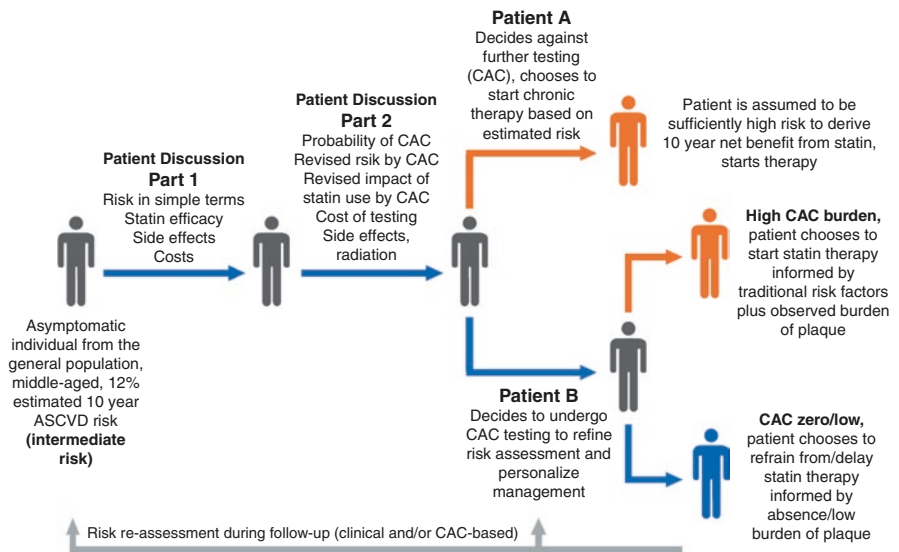 Patient Discussion
Part 1
Risk in simple terms
Statin efficacy
Side effects
Costs
Asymptomatic
individual from the
general population,
middle-aged, 12%
estimated 10 year
ASCVD risk
(intermediate
risk)
Patient Discussion
Part 2
Probability of CAC
Revised rsik by CAC
Revised impact of
statin use by CAC
Cost of testing
Side effects,
radiation
Patient A
Decides against
further testing
(CAC), chooses to
start chronic
therapy based on
estimated risk
Patient is assumed to be
sufficiently high risk to derive
10 year net benefit from statin,
starts therapy
Patient B
Decides to undergo
CAC testing to refine
risk assessment and
personalize
management
High CAC burden,
patient chooses to
start statin therapy
informed by
traditional risk factors
plus observed burden
of plaque
CAC zero/low,
patient chooses to
refrain from/delay
statin therapy
informed by
absence/low
burden of plaque
Risk re-assessment during follow-up (clinical and/or CAC-based)